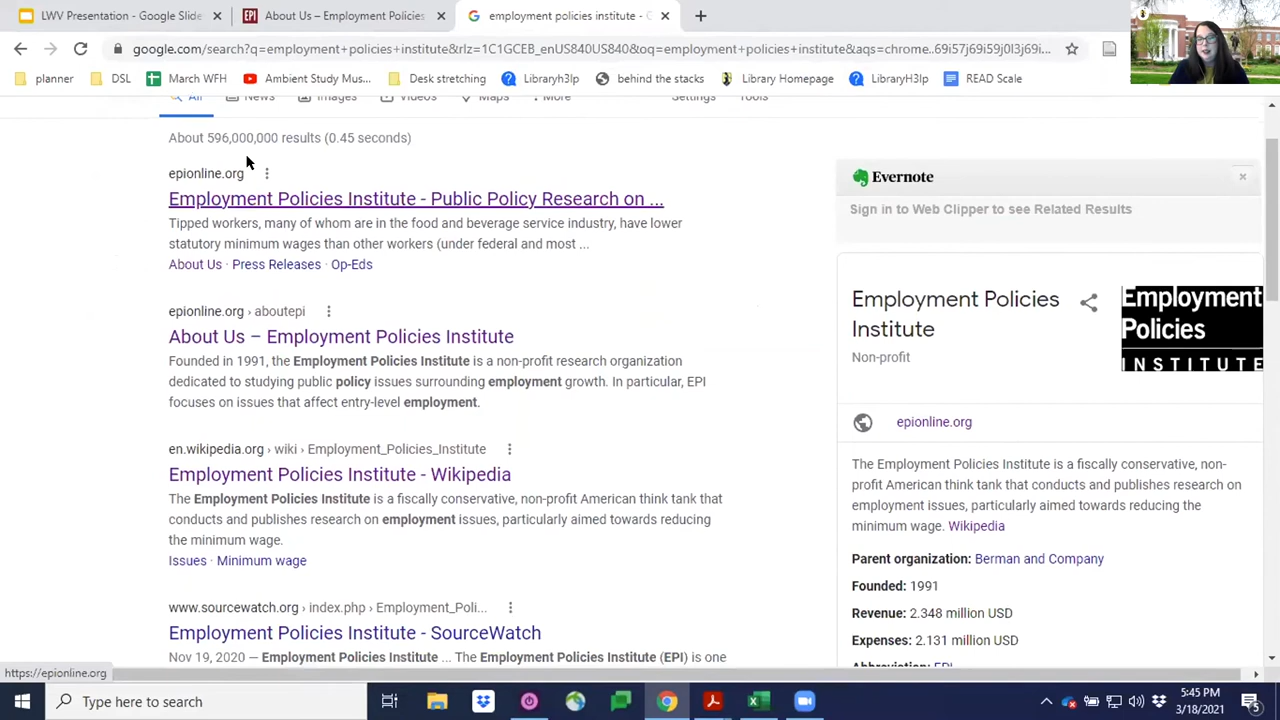 LWV Presentation - Google Slide
About Us – Employment Policies
employment policies institute - G
google.com/search?q=employment+policies+institute&rlz=1C1GCEB_enUS840US840&oq=employment+policies+institute&aqs=chrome..69i57j69i59j0l3j69i...
planner
DSL
March WFH
Ambient Study Mus...
Desk stretching
Libraryh3lp
behind the stacks
Library Homepage
LibraryH3lp
READ Scale
All
News
Images
Videos
Maps
More
Settings
Tools
About 596,000,000 results (0.45 seconds)
epionline.org
Employment Policies Institute - Public Policy Research on ...
Tipped workers, many of whom are in the food and beverage service industry, have lower
statutory minimum wages than other workers (under federal and most ...
About Us · Press Releases · Op-Eds
epionline.org › aboutepi
About Us – Employment Policies Institute
Founded in 1991, the Employment Policies Institute is a non-profit research organization
dedicated to studying public policy issues surrounding employment growth. In particular, EPI
focuses on issues that affect entry-level employment.
en.wikipedia.org › wiki › Employment_Policies_Institute
Employment Policies Institute - Wikipedia
The Employment Policies Institute is a fiscally conservative, non-profit American think tank that
conducts and publishes research on employment issues, particularly aimed towards reducing
the minimum wage.
Issues · Minimum wage
www.sourcewatch.org › index.php › Employment_Poli...
Employment Policies Institute - SourceWatch
Nov 19, 2020 — Employment Policies Institute ... The Employment Policies Institute (EPI) is one
Evernote
Sign in to Web Clipper to see Related Results
Employment Policies
Institute
Non-profit
Employment
Policies
INSTITUTE
epionline.org
The Employment Policies Institute is a fiscally conservative, non-
profit American think tank that conducts and publishes research on
employment issues, particularly aimed towards reducing the
minimum wage. Wikipedia
Parent organization: Berman and Company
Founded: 1991
Revenue: 2.348 million USD
Expenses: 2.131 million USD
Abbreviation: EPI
https://epionline.org
Type here to search
5:45 PM
3/18/2021
5